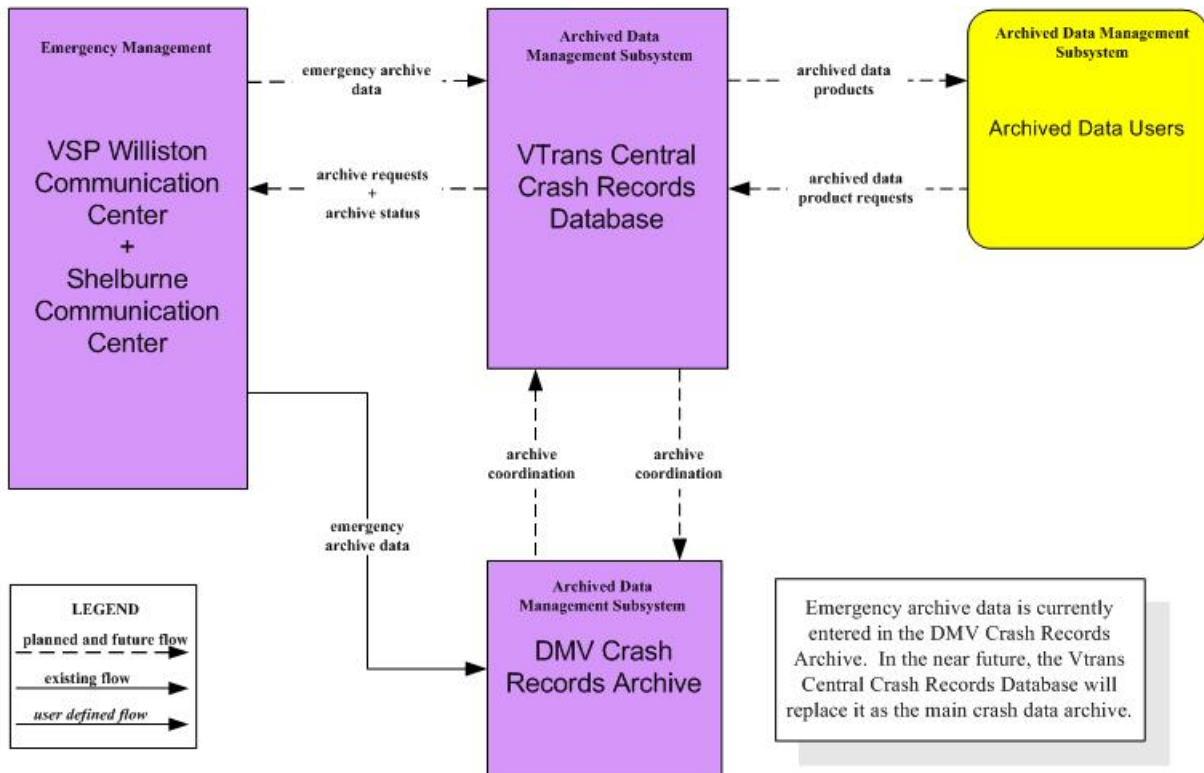 Emergency Management
VSP Williston
Communication
Center
+
Shelburne
Communication
Center
emergency archive
data
archive requests
+
archive status
Archived Data
Management Subsystem
VTrans Central
Crash Records
Database
archived data
products
archived data
product requests
Archived Data Management
Subsystem
Archived Data Users
archive
coordination
archive
coordination
emergency
archive data
Archived Data
Management Subsystem
DMV Crash
Records Archive
LEGEND
planned and future flow
existing flow
user defined flow
Emergency archive data is currently
entered in the DMV Crash Records
Archive. In the near future, the Vtrans
Central Crash Records Database will
replace it as the main crash data archive.